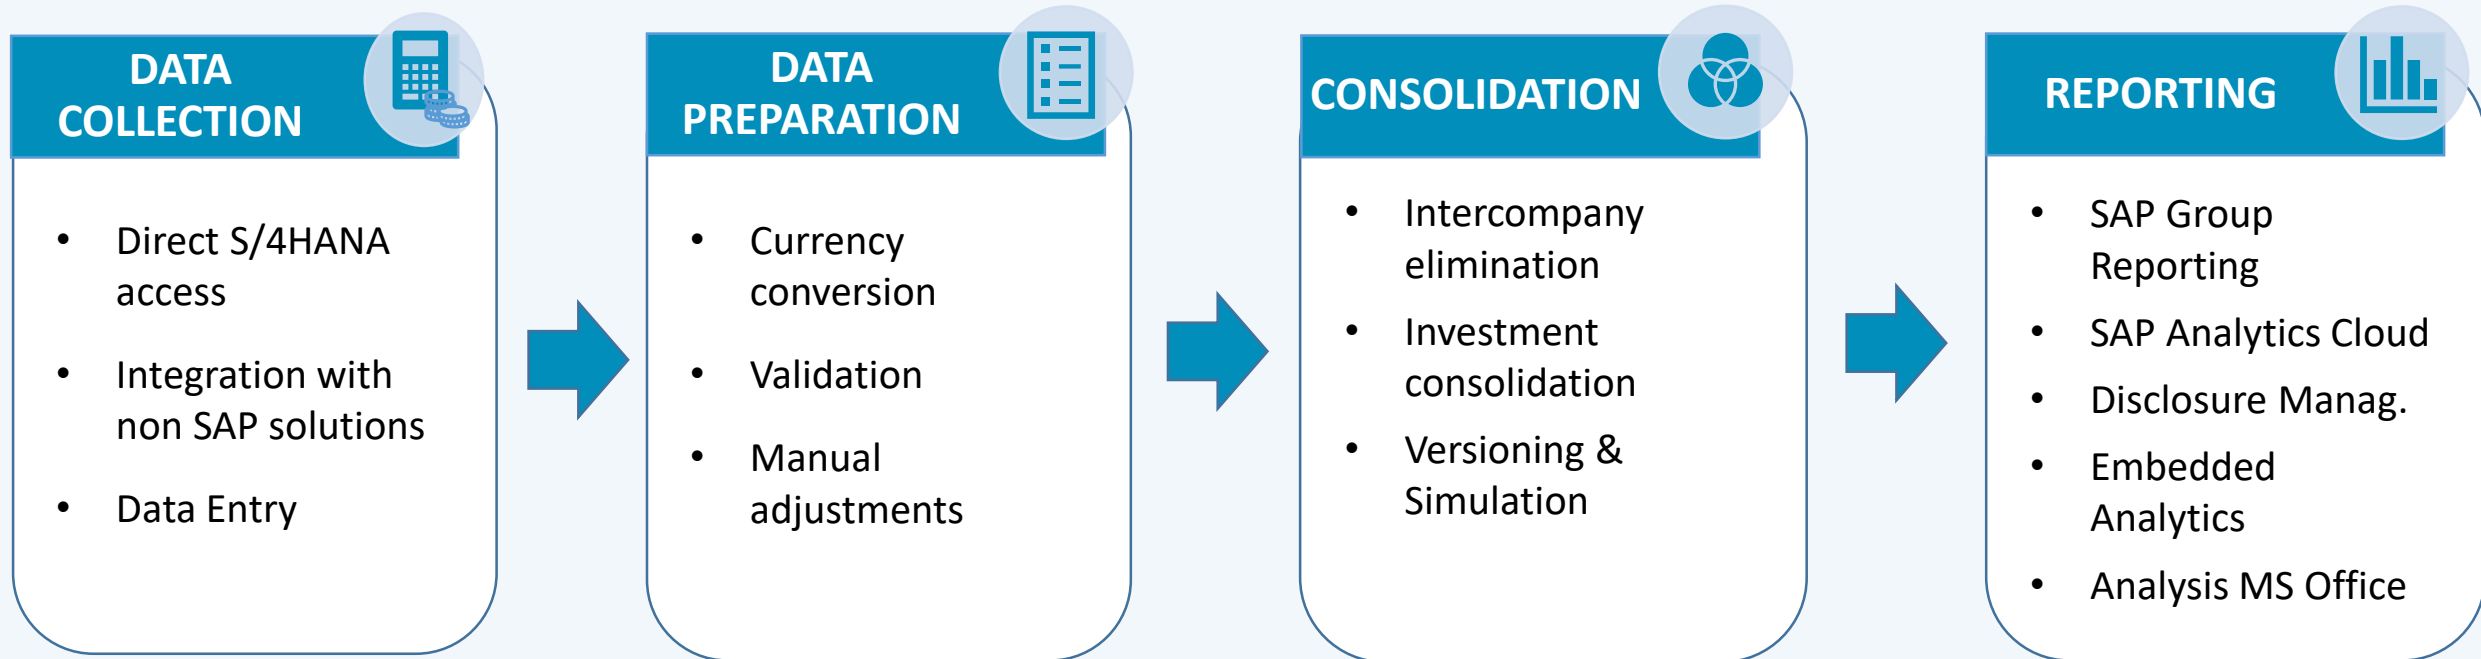 DATA
COLLECTION
• Direct S/4HANA
access
• Integration with
non SAP solutions
• Data Entry
DATA
PREPARATION
• Currency
conversion
• Validation
• Manual
adjustments
CONSOLIDATION
• Intercompany
elimination
• Investment
consolidation
• Versioning &
Simulation
REPORTING
• SAP Group
Reporting
• SAP Analytics Cloud
• Disclosure Manag.
• Embedded
Analytics
• Analysis MS Office